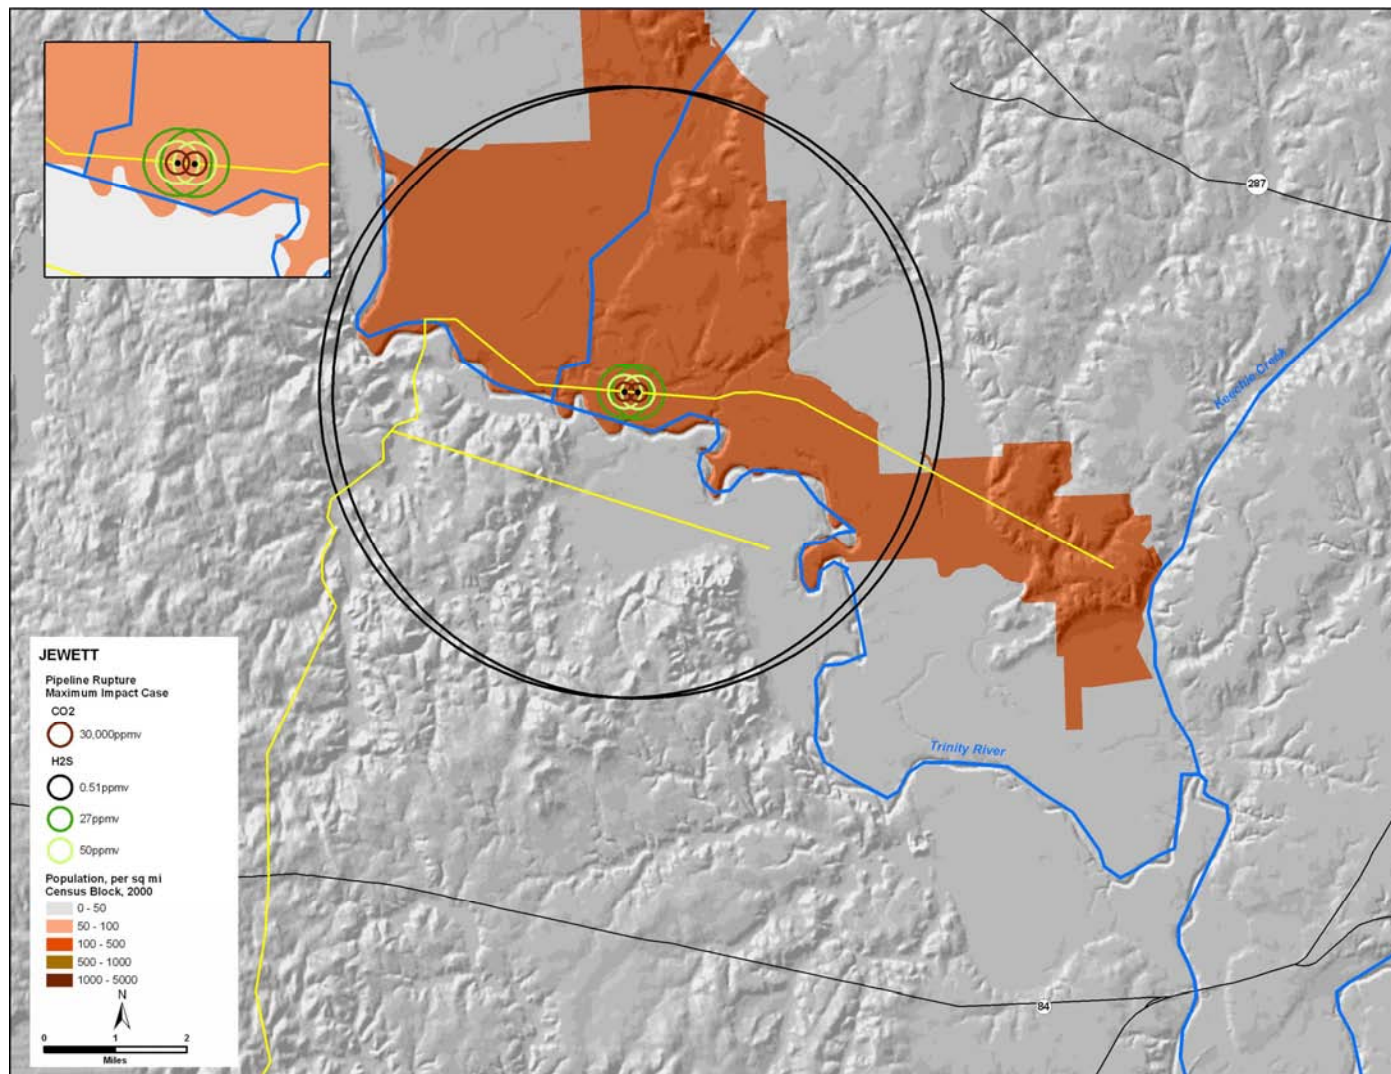 287
Keechie Creek
JEWETT
Pipeline Rupture
Maximum Impact Case
CO2
30,000ppmv
H2S
0.51ppmv
27ppmv
50ppmv
Population, per sq mi
Census Block, 2000
0 - 50
50 - 100
100 - 500
500 - 1000
1000 - 5000
N
0 1 2
Miles
Trinity River
84